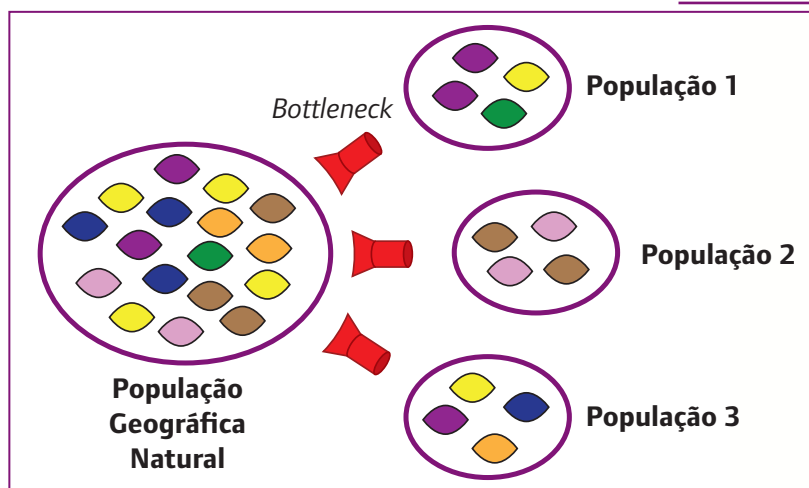 Bottleneck
População 1
População 2
População 3
População
Geográfica
Natural